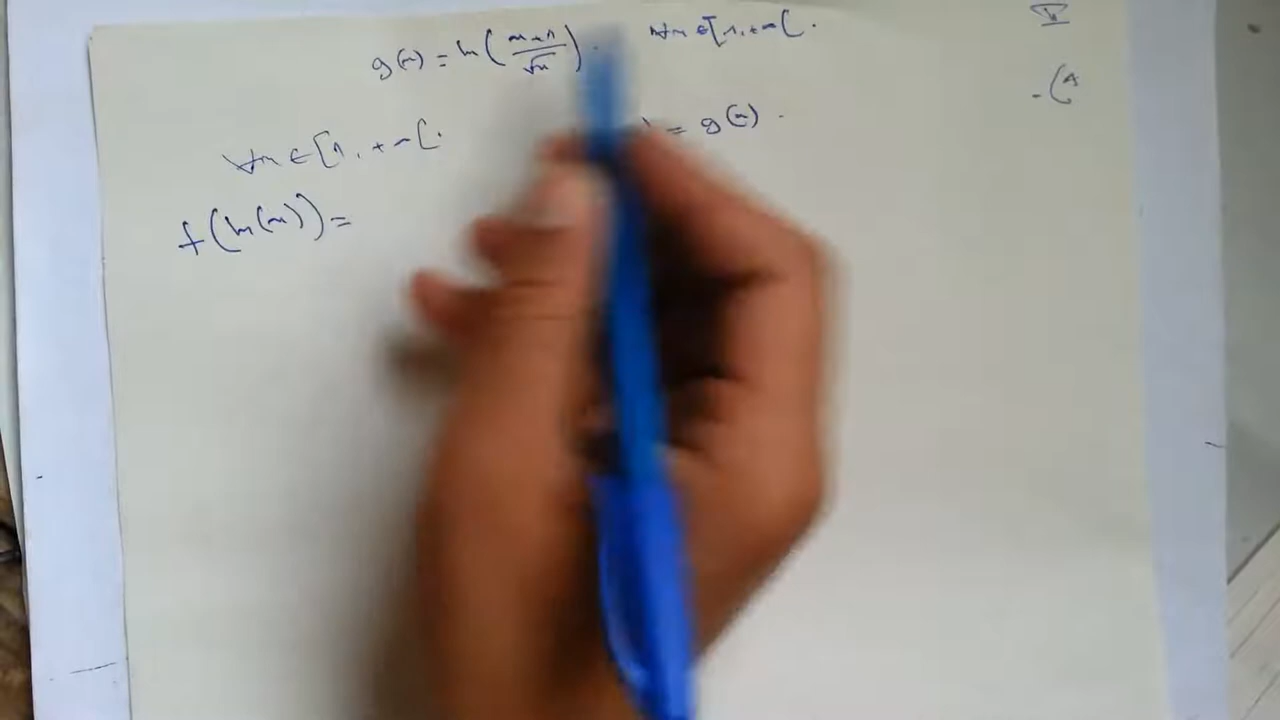 g(x) = ln(x+1/√x). ∀x ∈ [1, +∞[.
∀x ∈ [1, +∞[. ) = g(x).
f(ln(x)) =